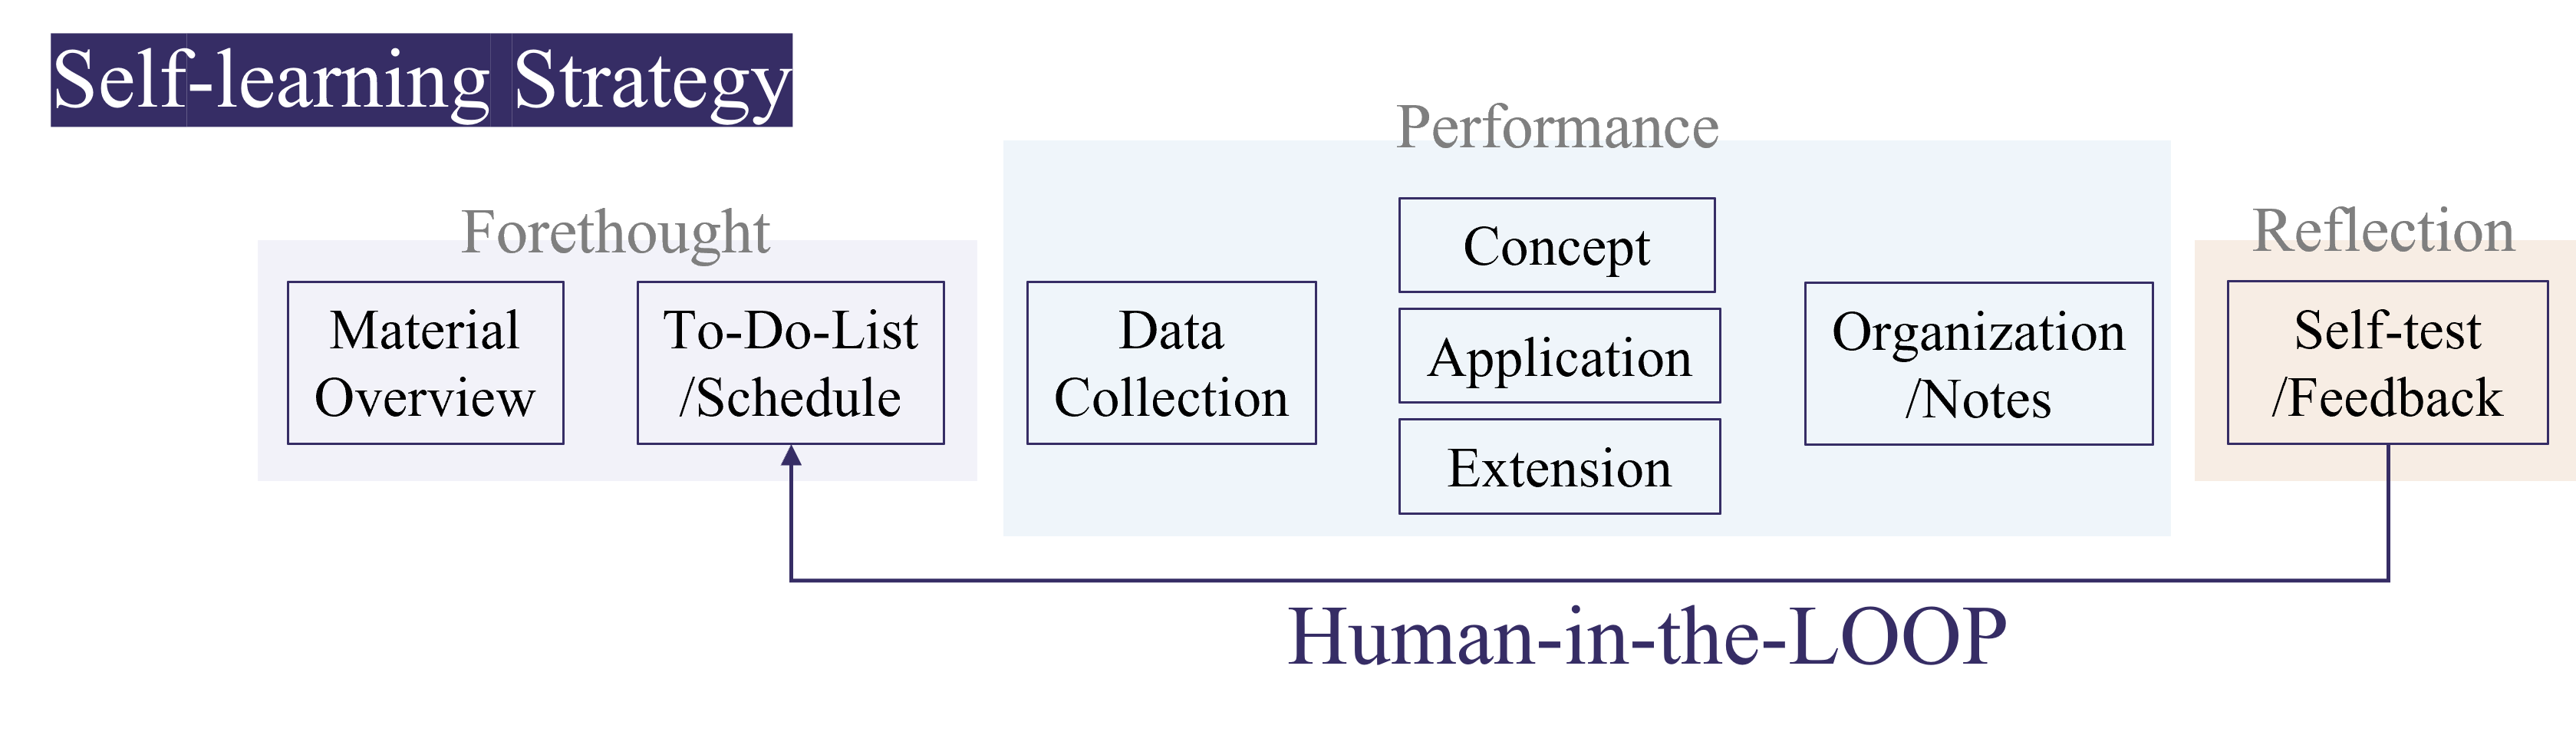 Self-learning Strategy
Forethought
Material
Overview
To-Do-List
/Schedule
Performance
Data
Collection
Concept
Application
Extension
Organization
/Notes
Reflection
Self-test
/Feedback
Human-in-the-LOOP